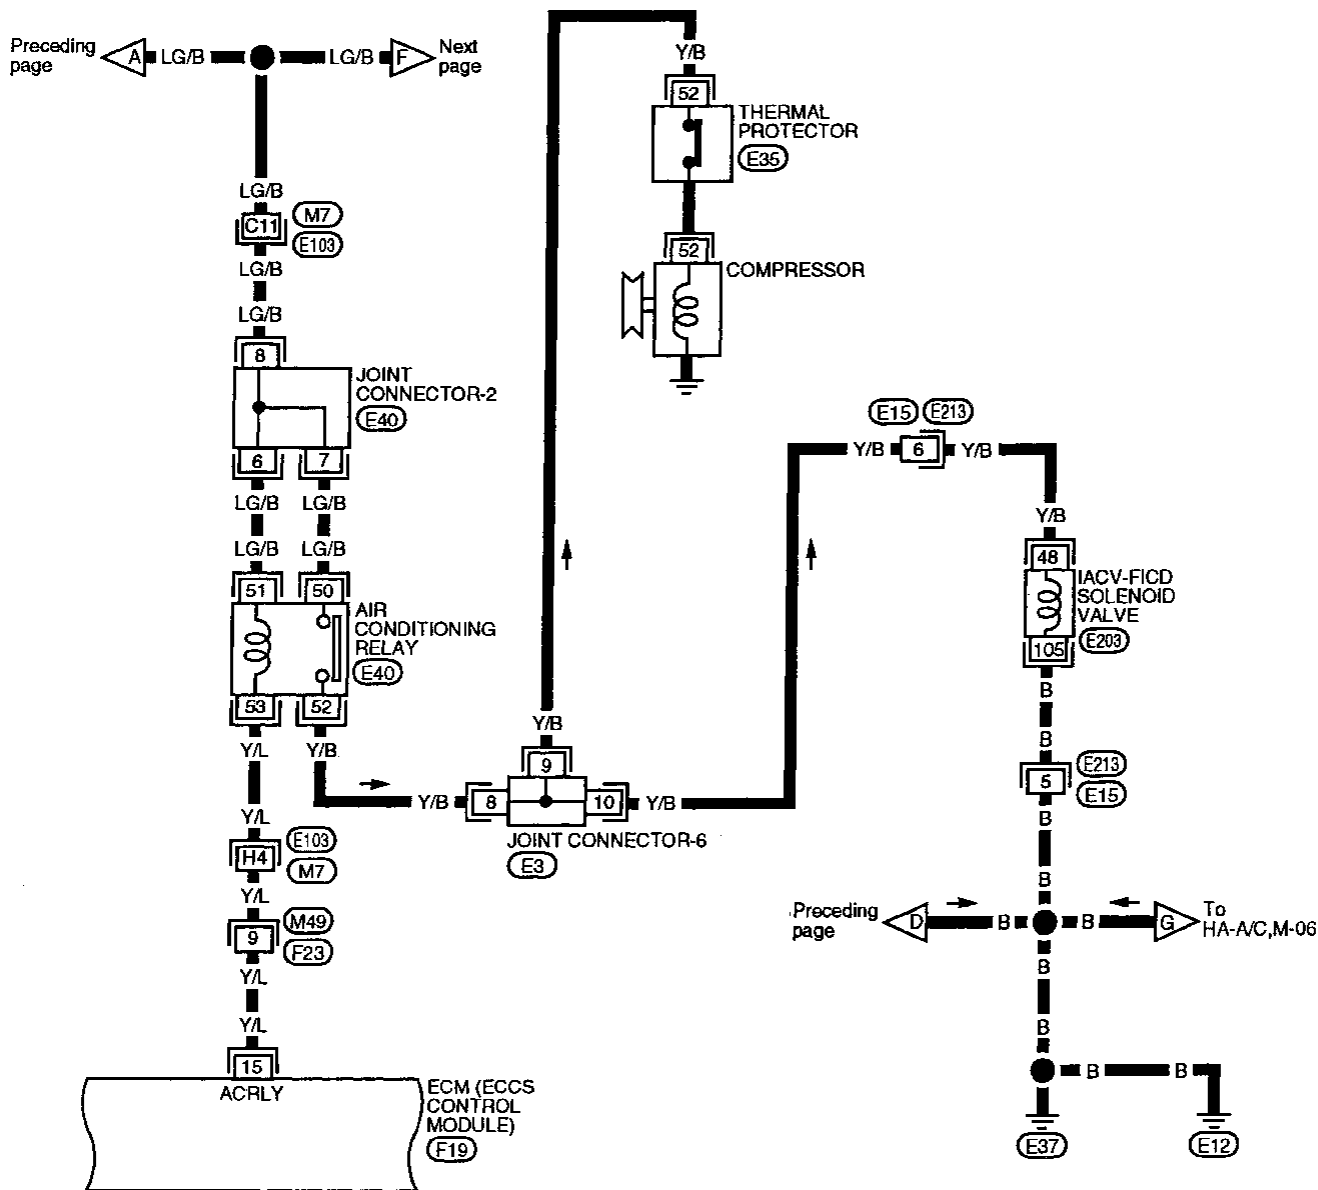 Preceding
page
A
LG/B
LG/B
F
Next
page
LG/B
C11
M7
E103
LG/B
LG/B
8
JOINT
CONNECTOR-2
E40
6
7
LG/B
LG/B
LG/B
LG/B
51
50
AIR
CONDITIONING
RELAY
E40
53
52
Y/L
Y/B
Y/L
H4
E103
M7
Y/L
9
M49
F23
Y/L
Y/L
15
ACRLY
ECM (ECCS
CONTROL
MODULE)
F19
Y/B
52
THERMAL
PROTECTOR
E35
52
COMPRESSOR
Y/B
9
Y/B
8
10
Y/B
JOINT CONNECTOR-6
E3
E15
E213
Y/B
6
Y/B
Y/B
48
IACV-FICD
SOLENOID
VALVE
E203
105
B
B
5
E213
E15
B
B
Preceding
page
D
B
B
G
To
HA-A/C,M-06
B
B
B
B
E37
E12